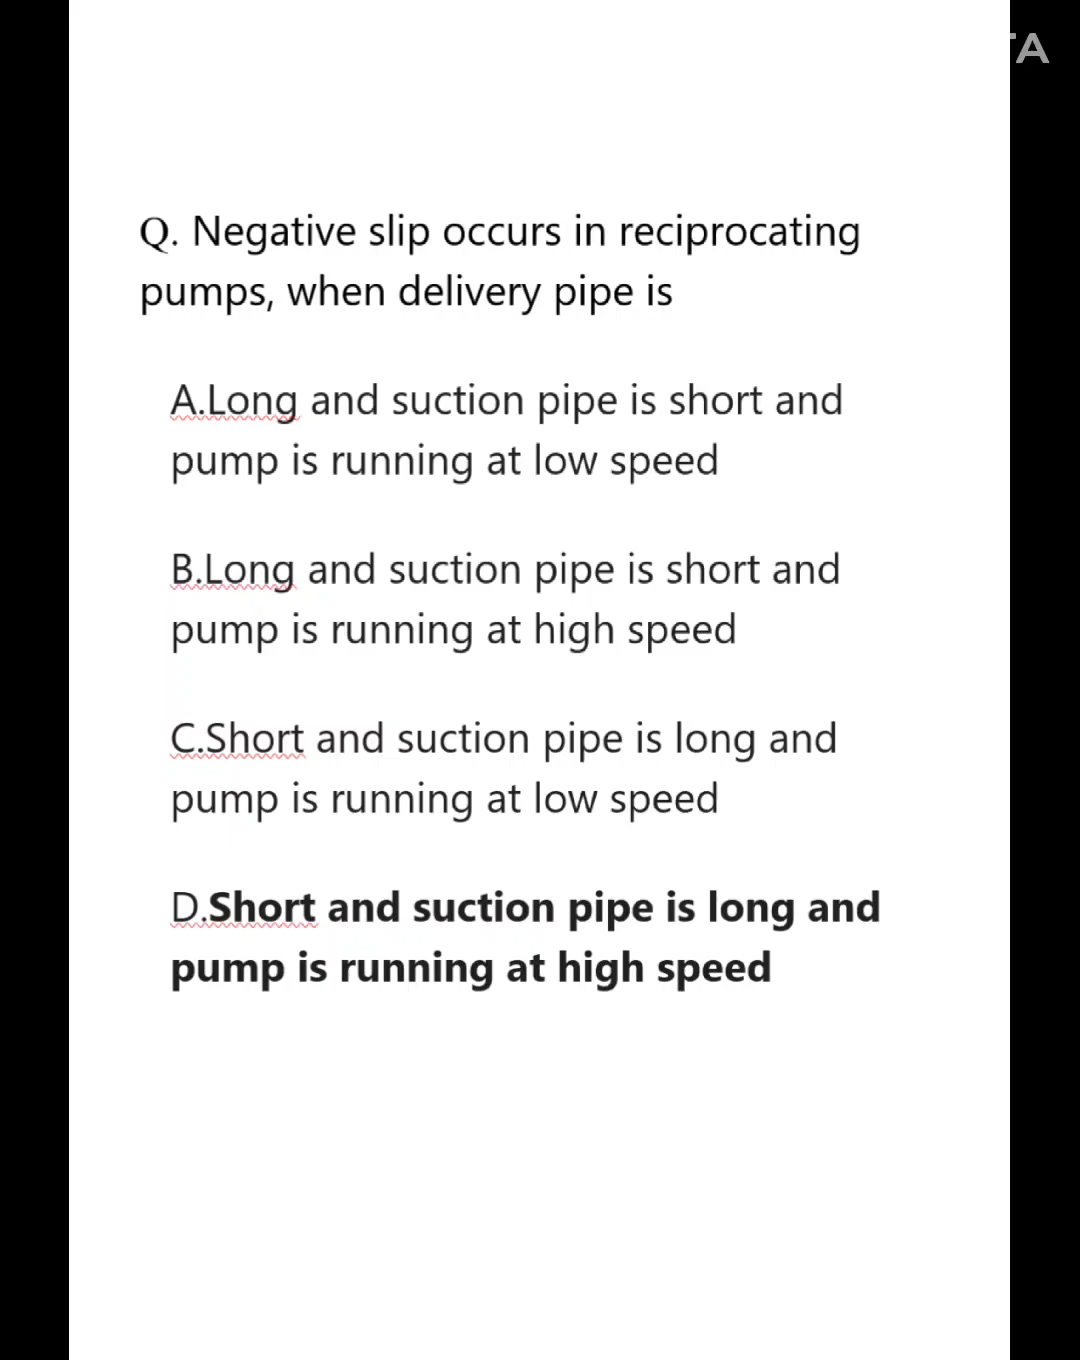 Q. Negative slip occurs in reciprocating
pumps, when delivery pipe is
A.Long and suction pipe is short and
pump is running at low speed
B.Long and suction pipe is short and
pump is running at high speed
C.Short and suction pipe is long and
pump is running at low speed
D.Short and suction pipe is long and
pump is running at high speed